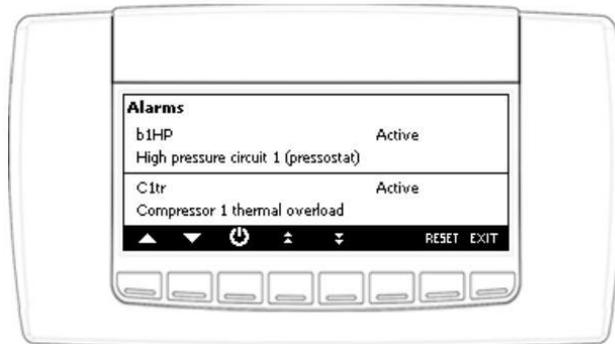 Alarms
b1HP Active
High pressure circuit 1 (pressostat)
C1tr Active
Compressor 1 thermal overload
RESET EXIT